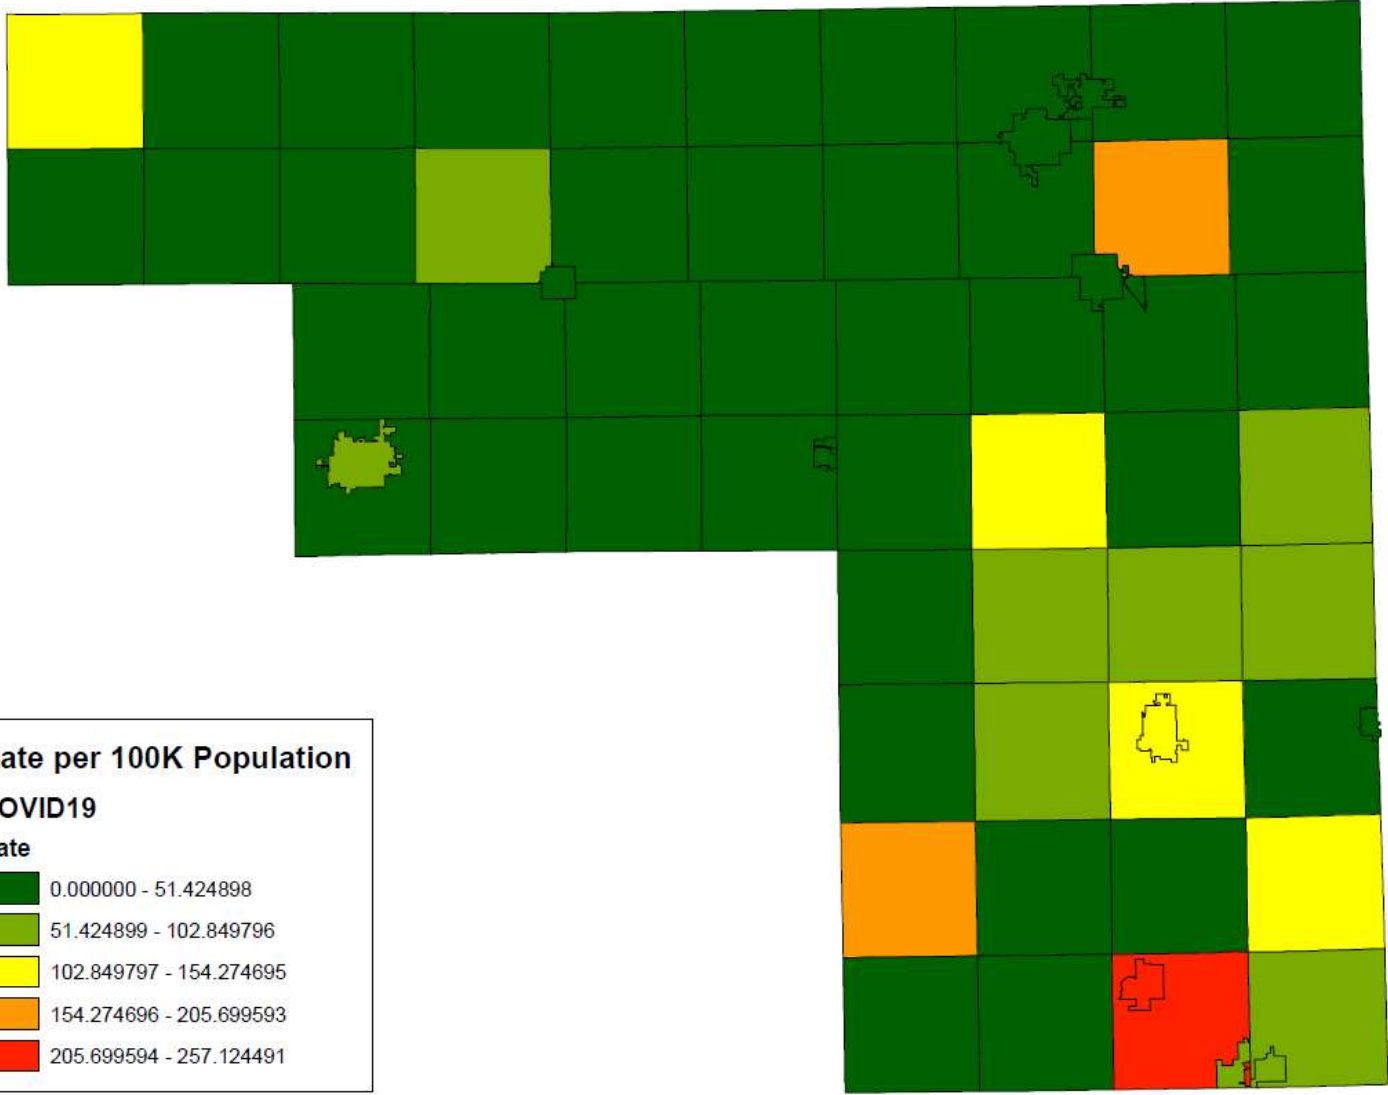 ate per 100K Population
OVID19
ate
0.000000 - 51.424898
51.424899 - 102.849796
102.849797 - 154.274695
154.274696 - 205.699593
205.699594 - 257.124491